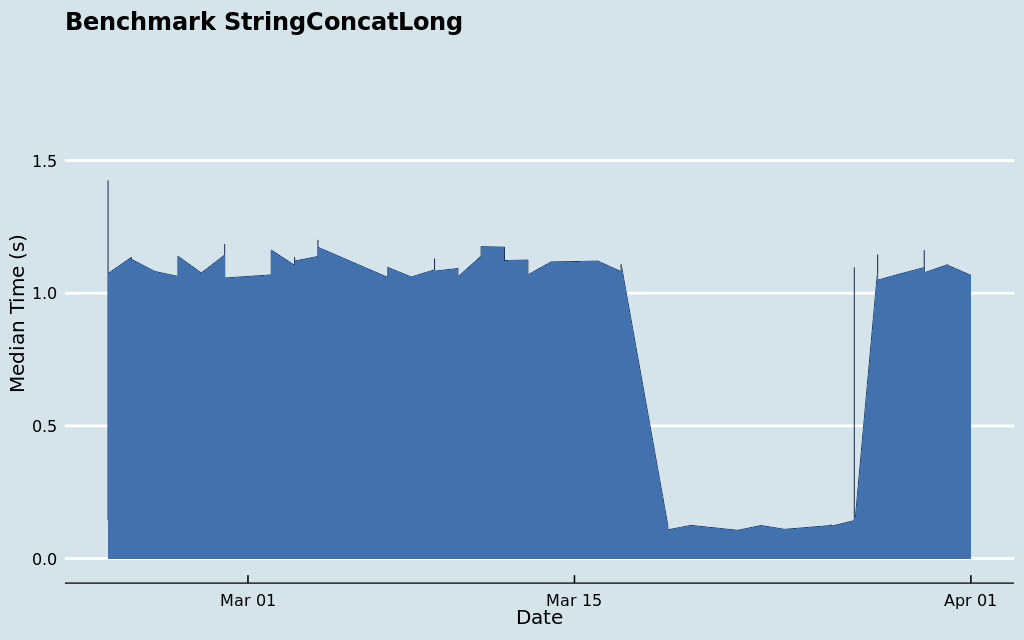 Benchmark StringConcatLong
1.5
1.0
0.5
0.0
Median Time (s)
Mar 01
Mar 15
Apr 01
Date